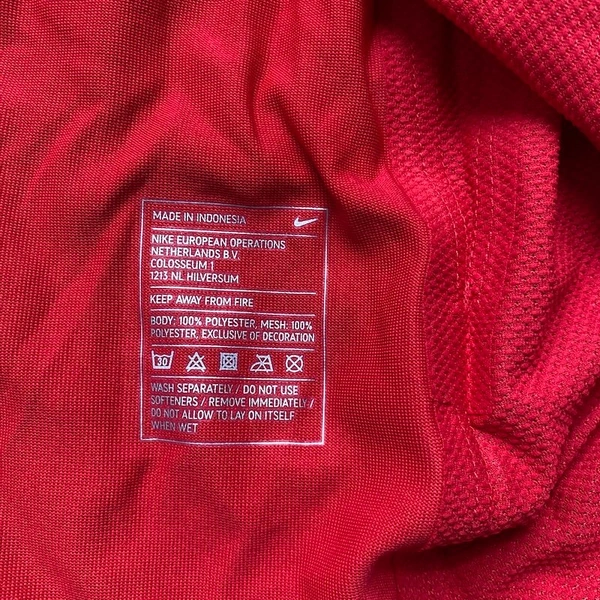 MADE IN INDONESIA
NIKE EUROPEAN OPERATIONS
NETHERLANDS B.V.
COLOSSEUM 1
1213 NL HILVERSUM
KEEP AWAY FROM FIRE
BODY: 100% POLYESTER, MESH: 100%
POLYESTER, EXCLUSIVE OF DECORATION
30
WASH SEPARATELY / DO NOT USE
SOFTENERS / REMOVE IMMEDIATELY /
DO NOT ALLOW TO LAY ON ITSELF
WHEN WET